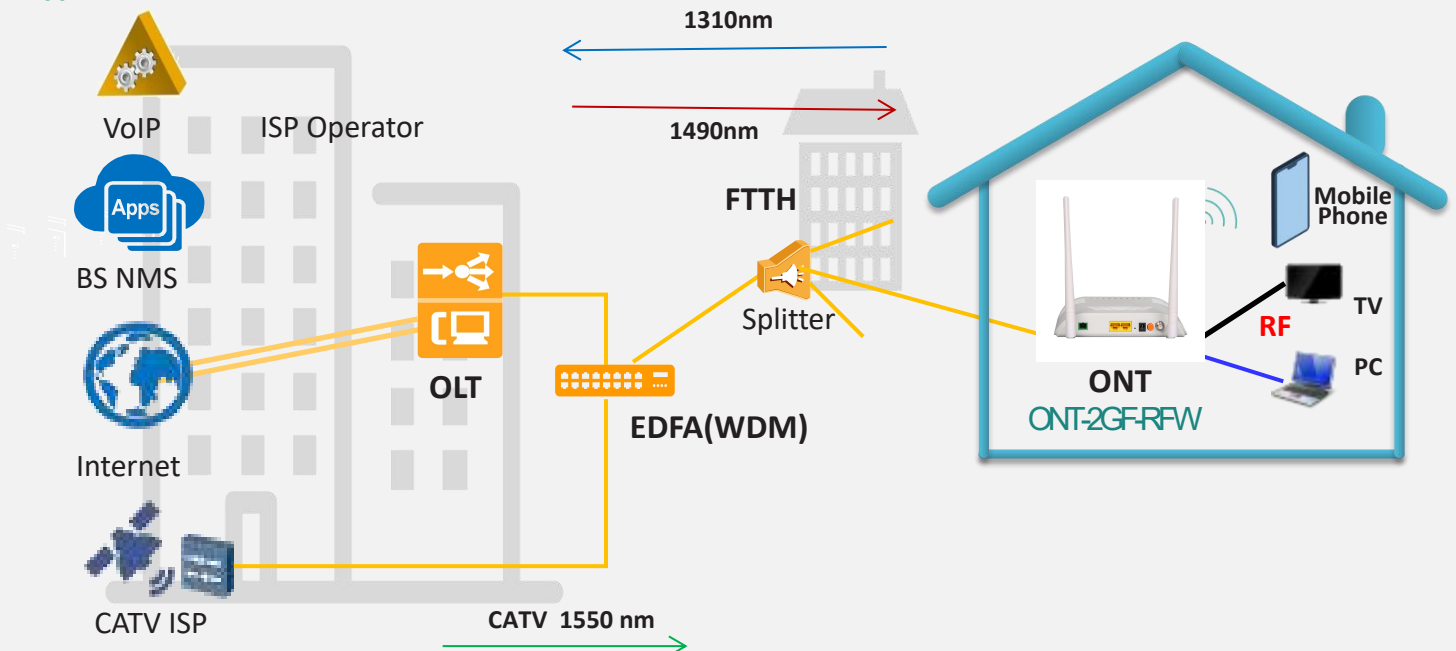 1310nm
1490nm
VoIP
ISP Operator
Apps
BS NMS
FTTH
Splitter
OLT
Internet
EDFA(WDM)
CATV ISP
CATV 1550 nm
Mobile
Phone
TV
RF
PC
ONT
ONT-2GF-RFW